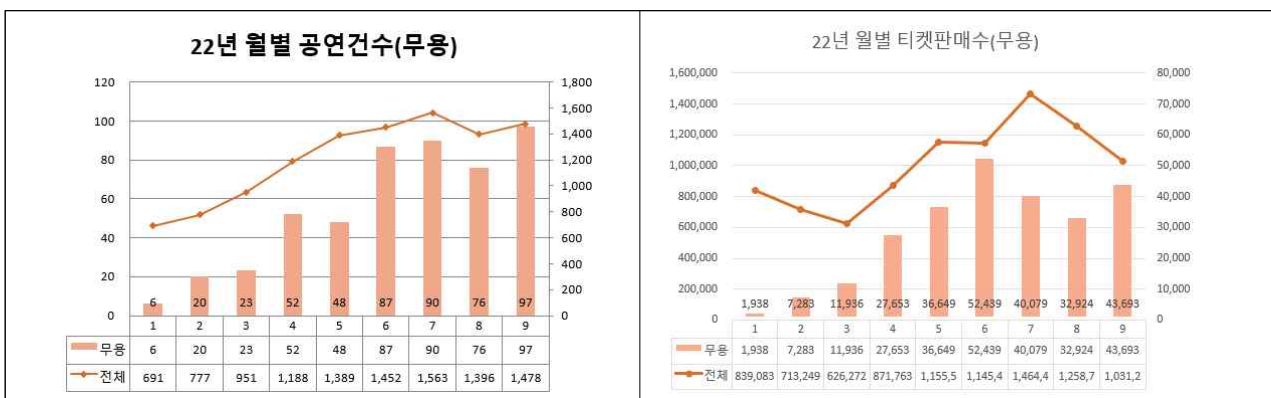 22년 월별 공연건수(무용)
120 1,800
100 1,600
80 1,400
60 1,200
40 1,000
20 800
0 600
400
200
0
6 20 23 52 48 87 90 76 97
1 2 3 4 5 6 7 8 9
무용 6 20 23 52 48 87 90 76 97
전체 691 777 951 1,188 1,389 1,452 1,563 1,396 1,478
22년 월별 티켓판매수(무용)
1,600,000 80,000
1,400,000 70,000
1,200,000 60,000
1,000,000 50,000
800,000 40,000
600,000 30,000
400,000 20,000
200,000 10,000
0 0
1,938 7,283 11,936 27,653 36,649 52,439 40,079 32,924 43,693
1 2 3 4 5 6 7 8 9
무용 1,938 7,283 11,936 27,653 36,649 52,439 40,079 32,924 43,693
전체 839,083 713,249 626,272 871,763 1,155,5 1,145,4 1,464,4 1,258,7 1,031,2